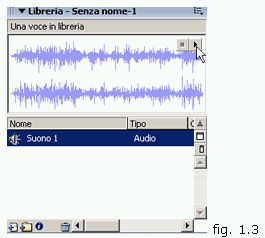 Libreria - Senza nome-1
Una voce in libreria
Nome Tipo C
Suono 1 Audio
fig. 1.3